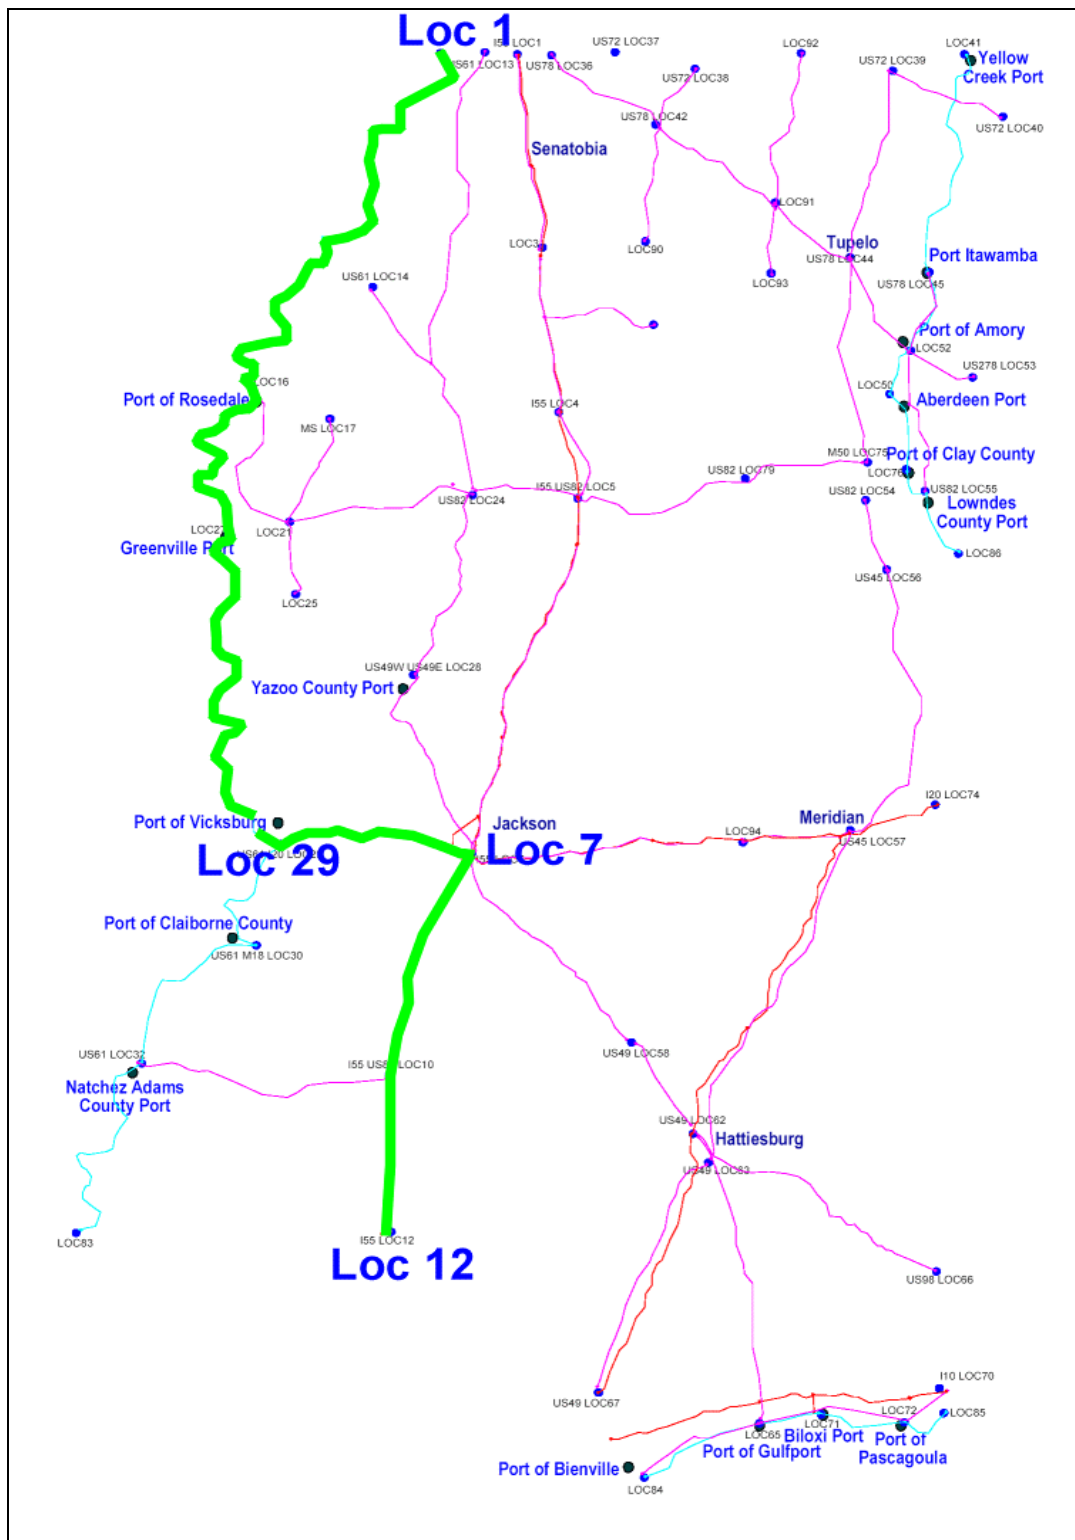 Loc 1
I55 LOC1
US72 LOC37
LOC92
LOC41
US61 LOC13
US78 LOC36
US72 LOC38
US72 LOC39
Yellow
Creek Port
US78 LOC42
US72 LOC40
Senatobia
LOC91
LOC3
LOC90
Tupelo
US78 LOC44
Port Itawamba
US78 LOC45
US61 LOC14
LOC93
Port of Amory
LOC52
US278 LOC53
LOC16
LOC50
Port of Rosedale
Aberdeen Port
I55 LOC4
MS LOC17
M50 LOC75
Port of Clay County
LOC76
US82 LOC79
I55 US82 LOC5
US82 LOC24
US82 LOC54
US82 LOC55
Lowndes
County Port
LOC21
Greenville Port
LOC86
US45 LOC56
LOC25
US49W US49E LOC28
Yazoo County Port
I20 LOC74
Port of Vicksburg
Jackson
Meridian
LOC94
US45 LOC57
Loc 7
Loc 29
Port of Claiborne County
US61 M18 LOC30
US49 LOC58
US61 LOC32
LOC10
Natchez Adams
County Port
US49 LOC62
Hattiesburg
US49 LOC63
LOC83
I55 LOC12
Loc 12
US98 LOC66
I10 LOC70
US49 LOC67
LOC72
LOC85
LOC65
LOC71
Biloxi Port
Port of Gulfport
Port of
Pascagoula
Port of Bienville
LOC84